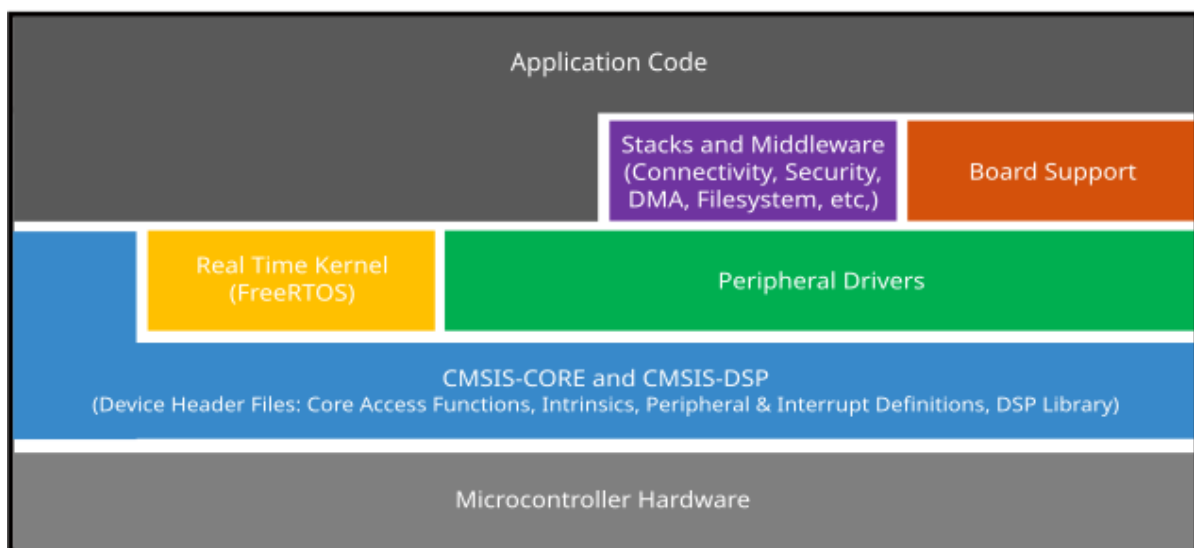 Application Code
Stacks and Middleware
(Connectivity, Security,
DMA, Filesystem, etc,)
Board Support
Real Time Kernel
(FreeRTOS)
Peripheral Drivers
CMSIS-CORE and CMSIS-DSP
(Device Header Files: Core Access Functions, Intrinsics, Peripheral & Interrupt Definitions, DSP Library)
Microcontroller Hardware